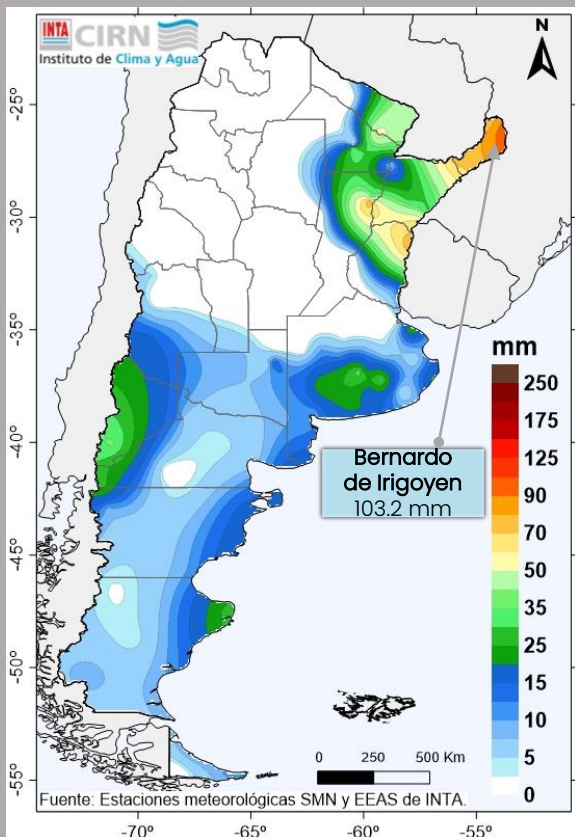 INTA CIRN
Instituto de Clima y Agua
N
-25°
-30°
-35°
-40°
-45°
-50°
-55°
-70°
-65°
-60°
-54°
mm
250
175
125
90
70
50
35
25
15
10
5
0
Bernardo
de Irigoyen
103.2 mm
0 250 500 Km
Fuente: Estaciones meteorológicas SMN y EEAS de INTA.